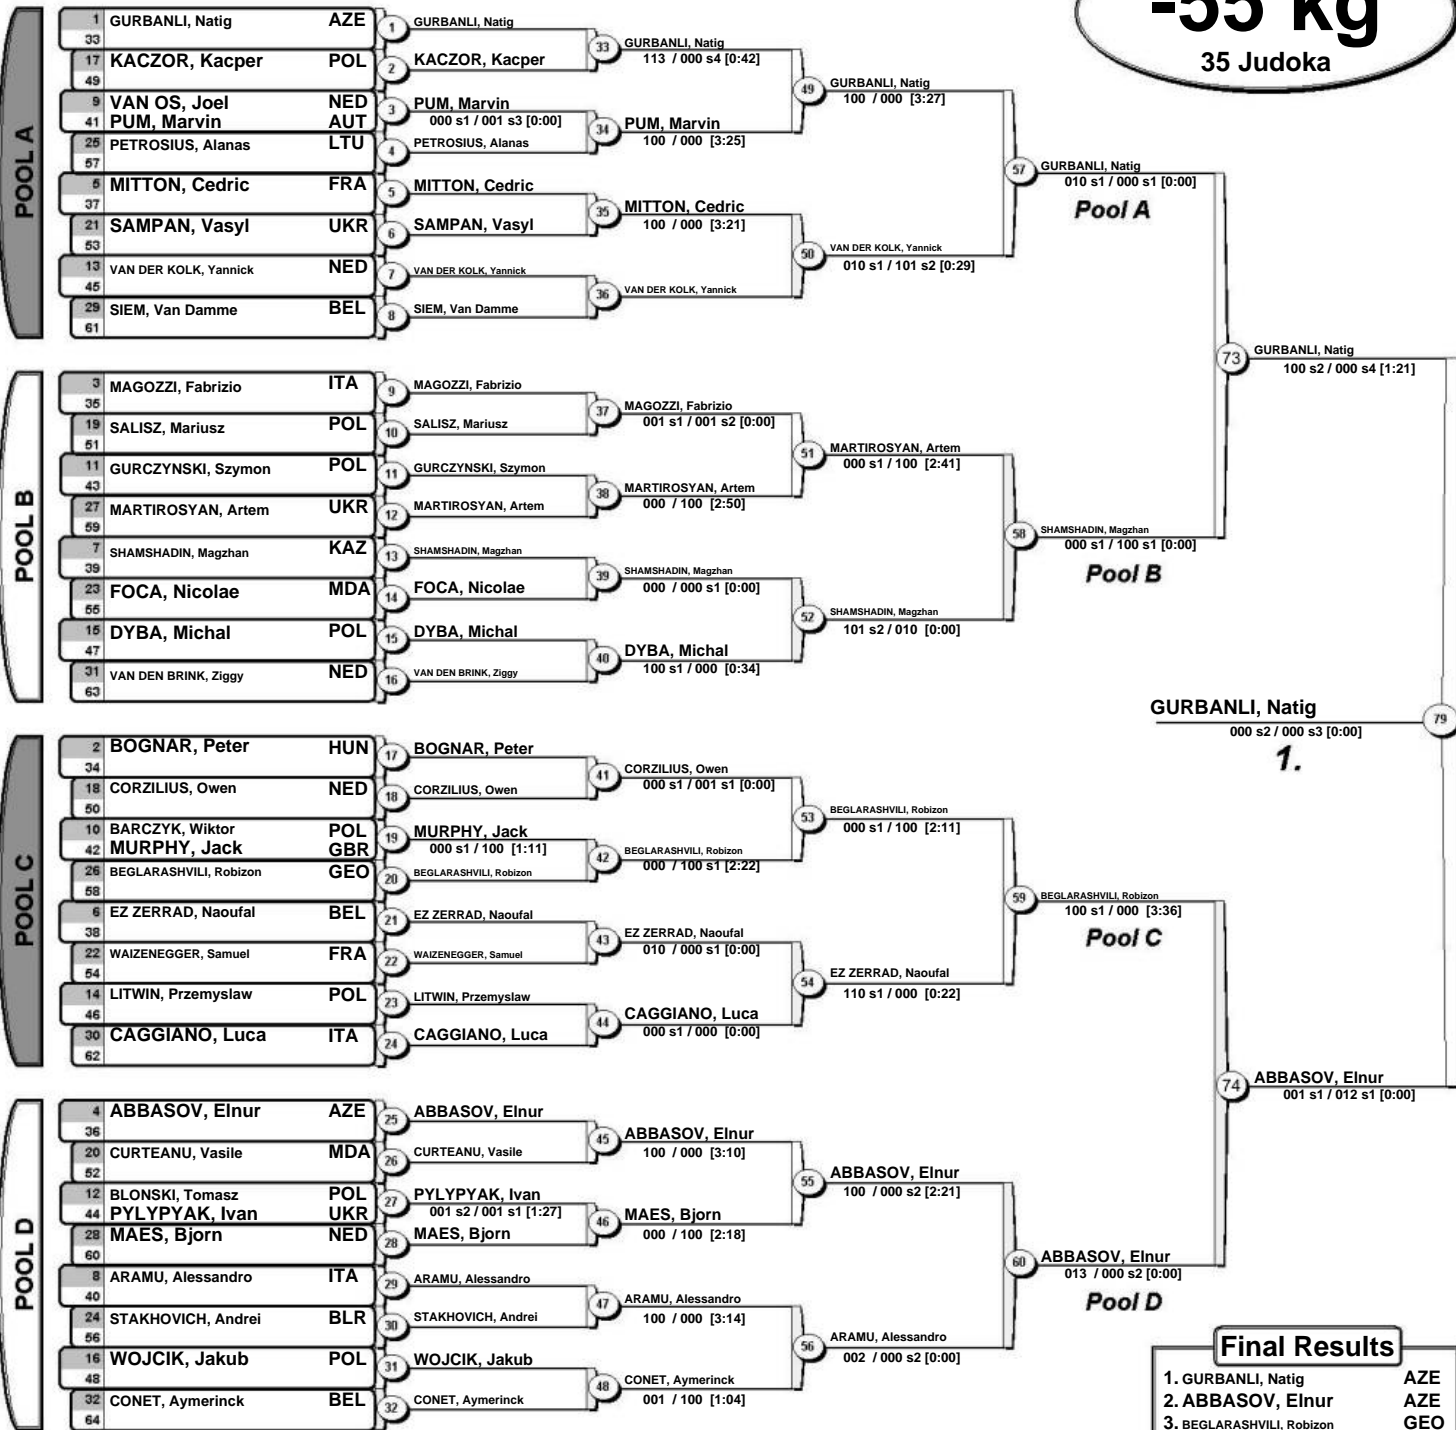 -55 kg
35 Judoka
POOL A
1 GURBANLI, Natig AZE
33
17 KACZOR, Kacper POL
49
9 VAN OS, Joel NED
41 PUM, Marvin AUT
25 PETROSIUS, Alanas LTU
57
5 MITTON, Cedric FRA
37
21 SAMPAN, Vasyl UKR
53
13 VAN DER KOLK, Yannick NED
45
29 SIEM, Van Damme BEL
61
1 GURBANLI, Natig
2 KACZOR, Kacper
3 PUM, Marvin
000 s1 / 001 s3 [0:00]
4 PETROSIUS, Alanas
5 MITTON, Cedric
6 SAMPAN, Vasyl
7 VAN DER KOLK, Yannick
8 SIEM, Van Damme
33 GURBANLI, Natig
113 / 000 s4 [0:42]
34 PUM, Marvin
100 / 000 [3:25]
35 MITTON, Cedric
100 / 000 [3:21]
36 VAN DER KOLK, Yannick
49 GURBANLI, Natig
100 / 000 [3:27]
50 VAN DER KOLK, Yannick
010 s1 / 101 s2 [0:29]
57 GURBANLI, Natig
010 s1 / 000 s1 [0:00]
Pool A
POOL B
3 MAGOZZI, Fabrizio ITA
35
19 SALISZ, Mariusz POL
51
11 GURCZYNSKI, Szymon POL
43
27 MARTIROSYAN, Artem UKR
59
7 SHAMSHADIN, Magzhan KAZ
39
23 FOCA, Nicolae MDA
55
15 DYBA, Michal POL
47
31 VAN DEN BRINK, Ziggy NED
63
9 MAGOZZI, Fabrizio
10 SALISZ, Mariusz
11 GURCZYNSKI, Szymon
12 MARTIROSYAN, Artem
13 SHAMSHADIN, Magzhan
14 FOCA, Nicolae
15 DYBA, Michal
16 VAN DEN BRINK, Ziggy
37 MAGOZZI, Fabrizio
001 s1 / 001 s2 [0:00]
38 MARTIROSYAN, Artem
000 / 100 [2:50]
39 SHAMSHADIN, Magzhan
000 / 000 s1 [0:00]
40 DYBA, Michal
100 s1 / 000 [0:34]
51 MARTIROSYAN, Artem
000 s1 / 100 [2:41]
52 SHAMSHADIN, Magzhan
101 s2 / 010 [0:00]
58 SHAMSHADIN, Magzhan
000 s1 / 100 s1 [0:00]
Pool B
73 GURBANLI, Natig
100 s2 / 000 s4 [1:21]
GURBANLI, Natig 79
000 s2 / 000 s3 [0:00]
1.
POOL C
2 BOGNAR, Peter HUN
34
18 CORZILIUS, Owen NED
50
10 BARCZYK, Wiktor POL
42 MURPHY, Jack GBR
26 BEGLARASHVILI, Robizon GEO
58
6 EZ ZERRAD, Naoufal BEL
38
22 WAIZENEGGER, Samuel FRA
54
14 LITWIN, Przemyslaw POL
46
30 CAGGIANO, Luca ITA
62
17 BOGNAR, Peter
18 CORZILIUS, Owen
19 MURPHY, Jack
000 s1 / 100 [1:11]
20 BEGLARASHVILI, Robizon
21 EZ ZERRAD, Naoufal
22 WAIZENEGGER, Samuel
23 LITWIN, Przemyslaw
24 CAGGIANO, Luca
41 CORZILIUS, Owen
000 s1 / 001 s1 [0:00]
42 BEGLARASHVILI, Robizon
000 / 100 s1 [2:22]
43 EZ ZERRAD, Naoufal
010 / 000 s1 [0:00]
44 CAGGIANO, Luca
000 s1 / 000 [0:00]
53 BEGLARASHVILI, Robizon
000 s1 / 100 [2:11]
54 EZ ZERRAD, Naoufal
110 s1 / 000 [0:22]
59 BEGLARASHVILI, Robizon
100 s1 / 000 [3:36]
Pool C
POOL D
4 ABBASOV, Elnur AZE
36
20 CURTEANU, Vasile MDA
52
12 BLONSKI, Tomasz POL
44 PYLYPYAK, Ivan UKR
28 MAES, Bjorn NED
60
8 ARAMU, Alessandro ITA
40
24 STAKHOVICH, Andrei BLR
56
16 WOJCIK, Jakub POL
48
32 CONET, Aymerinck BEL
64
25 ABBASOV, Elnur
26 CURTEANU, Vasile
27 PYLYPYAK, Ivan
001 s2 / 001 s1 [1:27]
28 MAES, Bjorn
29 ARAMU, Alessandro
30 STAKHOVICH, Andrei
31 WOJCIK, Jakub
32 CONET, Aymerinck
45 ABBASOV, Elnur
100 / 000 [3:10]
46 MAES, Bjorn
000 / 100 [2:18]
47 ARAMU, Alessandro
100 / 000 [3:14]
48 CONET, Aymerinck
001 / 100 [1:04]
55 ABBASOV, Elnur
100 / 000 s2 [2:21]
56 ARAMU, Alessandro
002 / 000 s2 [0:00]
60 ABBASOV, Elnur
013 / 000 s2 [0:00]
Pool D
74 ABBASOV, Elnur
001 s1 / 012 s1 [0:00]
Final Results
1. GURBANLI, Natig AZE
2. ABBASOV, Elnur AZE
3. BEGLARASHVILI, Robizon GEO